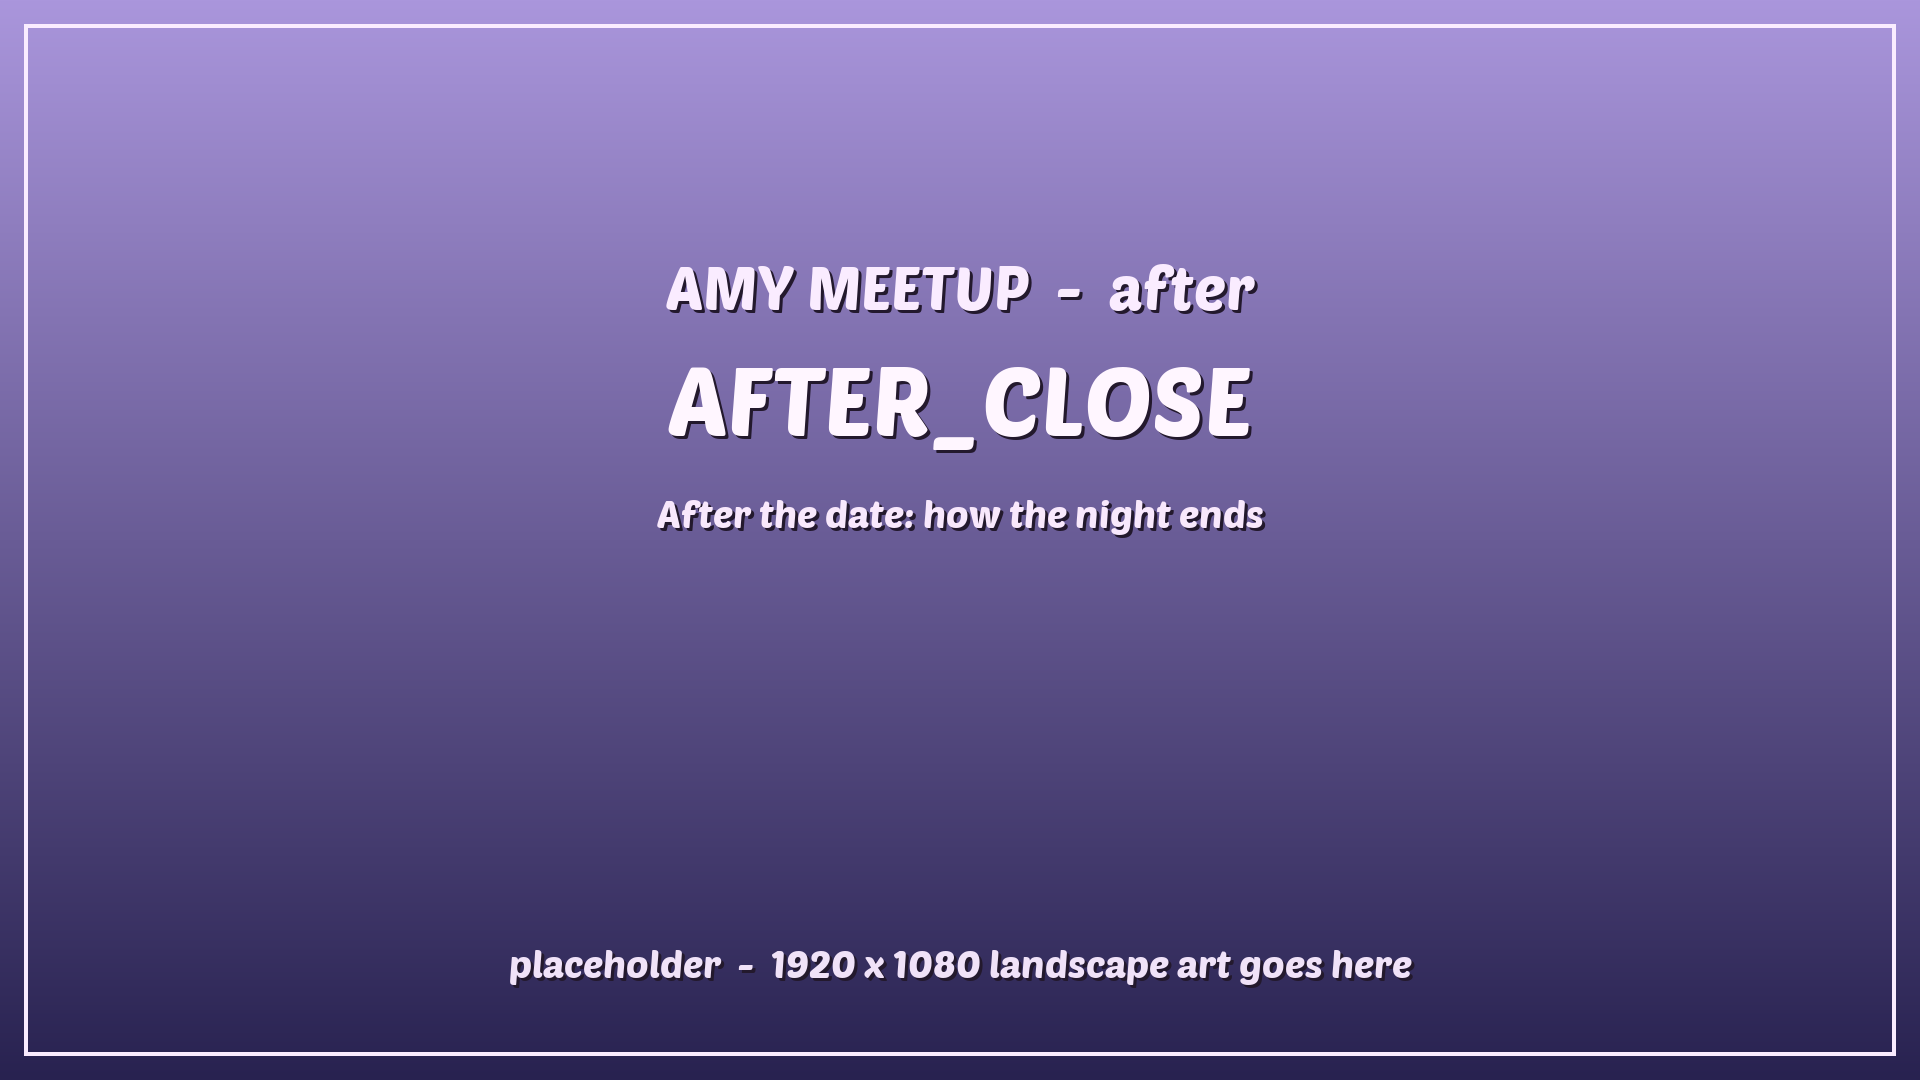 AMY MEETUP - after
AFTER_CLOSE
After the date: how the night ends
placeholder - 1920 x 1080 landscape art goes here